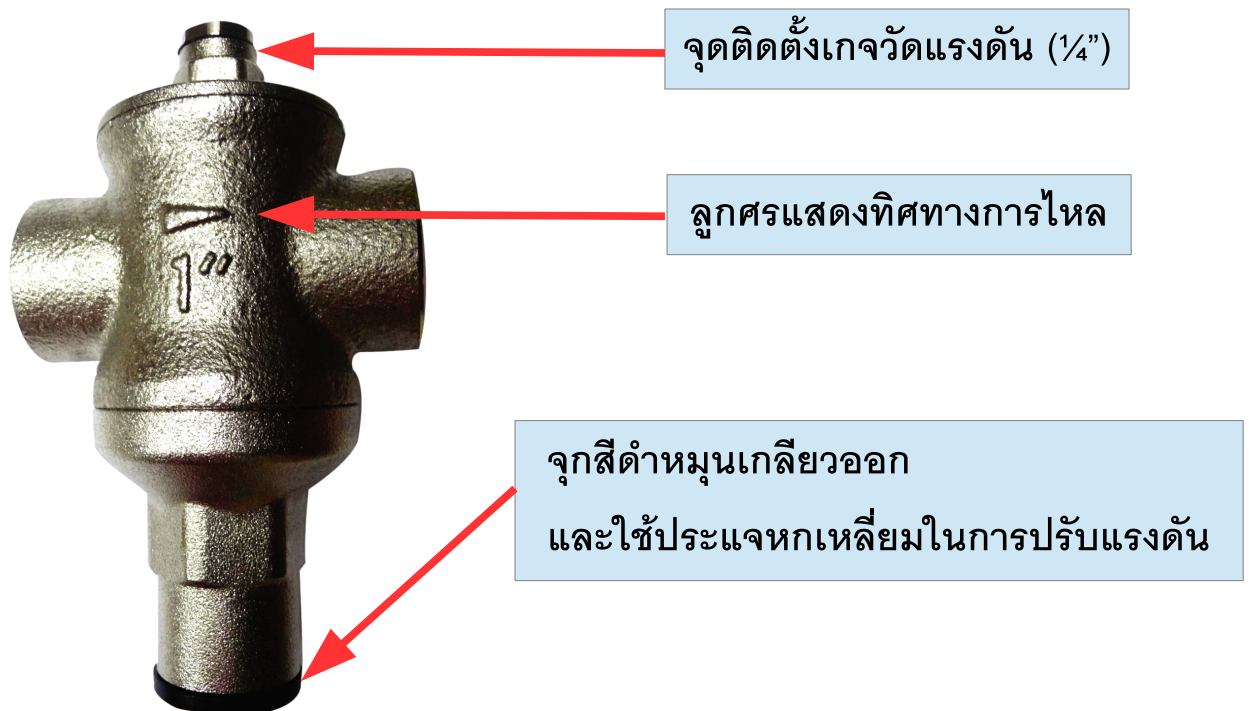 จุดติดตั้งเกจวัดแรงดัน (¼”)
ลูกศรแสดงทิศทางการไหล
1”
จุกสีดำหมุนเกลียวออก
และใช้ประแจหกเหลี่ยมในการปรับแรงดัน